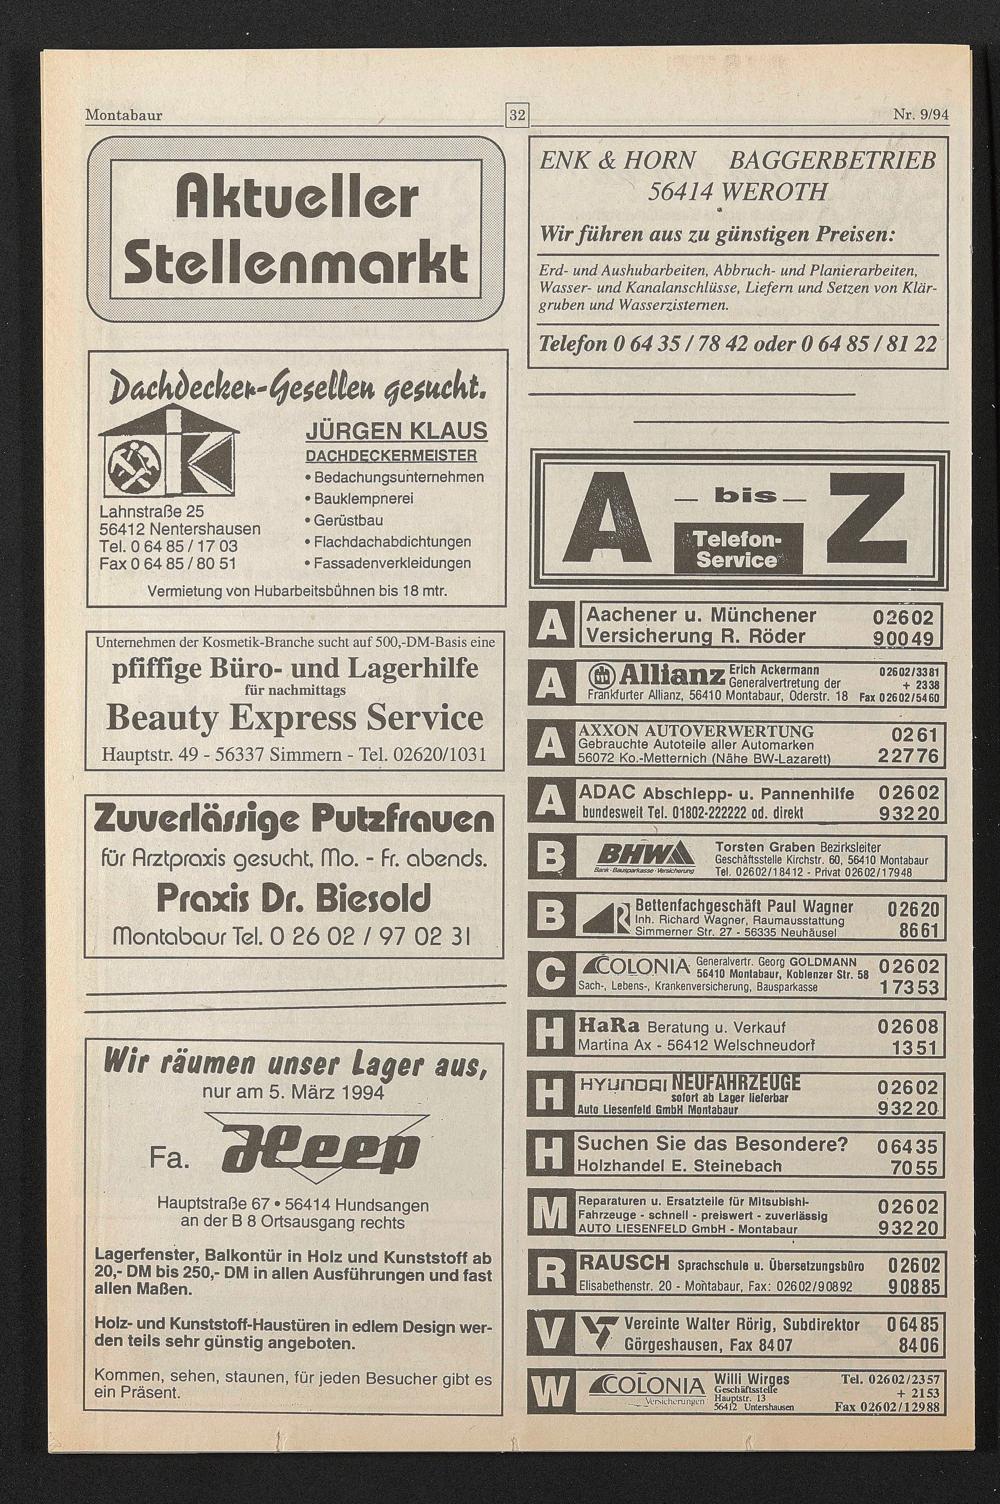 Montabaur
32
Nr. 9/94
Aktueller
Stellenmarkt
Dachdecker-Gesellen gesucht.
JÜRGEN KLAUS
DACHDECKERMEISTER
• Bedachungsunternehmen
• Bauklempnerei
• Gerüstbau
• Flachdachabdichtungen
• Fassadenverkleidungen
K
Lahnstraße 25
56412 Nentershausen
Tel. 0 64 85 / 17 03
Fax 0 64 85 / 80 51
Vermietung von Hubarbeitsbühnen bis 18 mtr.
Unternehmen der Kosmetik-Branche sucht auf 500,-DM-Basis eine
pfiffige Büro- und Lagerhilfe
für nachmittags
Beauty Express Service
Hauptstr. 49 - 56337 Simmern - Tel. 02620/1031
Zuverlässige Putzfrauen
für Arztpraxis gesucht, Mo. - Fr. abends.
Praxis Dr. Biesold
Montabaur Tel. 0 26 02 / 97 02 31
Wir räumen unser Lager aus,
nur am 5. März 1994
Fa. Heep
Hauptstraße 67 • 56414 Hundsangen
an der B 8 Ortsausgang rechts
Lagerfenster, Balkontür in Holz und Kunststoff ab
20,- DM bis 250,- DM in allen Ausführungen und fast
allen Maßen.
Holz- und Kunststoff-Haustüren in edlem Design wer-
den teils sehr günstig angeboten.
Kommen, sehen, staunen, für jeden Besucher gibt es
ein Präsent.
ENK & HORN BAGGERBETRIEB
56414 WEROTH
Wir führen aus zu günstigen Preisen:
Erd- und Aushubarbeiten, Abbruch- und Planierarbeiten,
Wasser- und Kanalanschlüsse, Liefern und Setzen von Klär-
gruben und Wasserzisternen.
Telefon 0 64 35 / 78 42 oder 0 64 85 / 81 22
A – bis – Z
Telefon-
Service
A
Aachener u. Münchener 02602
Versicherung R. Röder 90049
A
Allianz Erich Ackermann 02602/3381
Generalvertretung der + 2338
Frankfurter Allianz, 56410 Montabaur, Oderstr. 18 Fax 02602/5460
A
AXXON AUTOVERWERTUNG 0261
Gebrauchte Autoteile aller Automarken
56072 Ko.-Metternich (Nähe BW-Lazarett) 22776
A
ADAC Abschlepp- u. Pannenhilfe 02602
bundesweit Tel. 01802-222222 od. direkt 93220
B
BHW Torsten Graben Bezirksleiter
Geschäftsstelle Kirchstr. 60, 56410 Montabaur
Bank · Bausparkasse · Versicherung Tel. 02602/18412 - Privat 02602/17948
B
R
Bettenfachgeschäft Paul Wagner 02620
Inh. Richard Wagner, Raumausstattung
Simmerner Str. 27 - 56335 Neuhäusel 8661
C
COLONIA Generalvertr. Georg GOLDMANN 02602
56410 Montabaur, Koblenzer Str. 58
Sach-, Lebens-, Krankenversicherung, Bausparkasse 17353
H
HaRa Beratung u. Verkauf 02608
Martina Ax - 56412 Welschneudorf 1351
H
HYUNDAI NEUFAHRZEUGE 02602
sofort ab Lager lieferbar
Auto Liesenfeld GmbH Montabaur 93220
H
Suchen Sie das Besondere? 06435
Holzhandel E. Steinebach 7055
M
Reparaturen u. Ersatzteile für Mitsubishi-
Fahrzeuge - schnell - preiswert - zuverlässig 02602
AUTO LIESENFELD GmbH - Montabaur 93220
R
RAUSCH Sprachschule u. Übersetzungsbüro 02602
Elisabethenstr. 20 - Montabaur, Fax: 02602/90892 90885
V
Vereinte Walter Rörig, Subdirektor 06485
Görgeshausen, Fax 8407 8406
W
COLONIA Willi Wirges Tel. 02602/2357
Versicherungen Geschäftsstelle + 2153
Hauptstr. 13
56412 Untershausen Fax 02602/12988